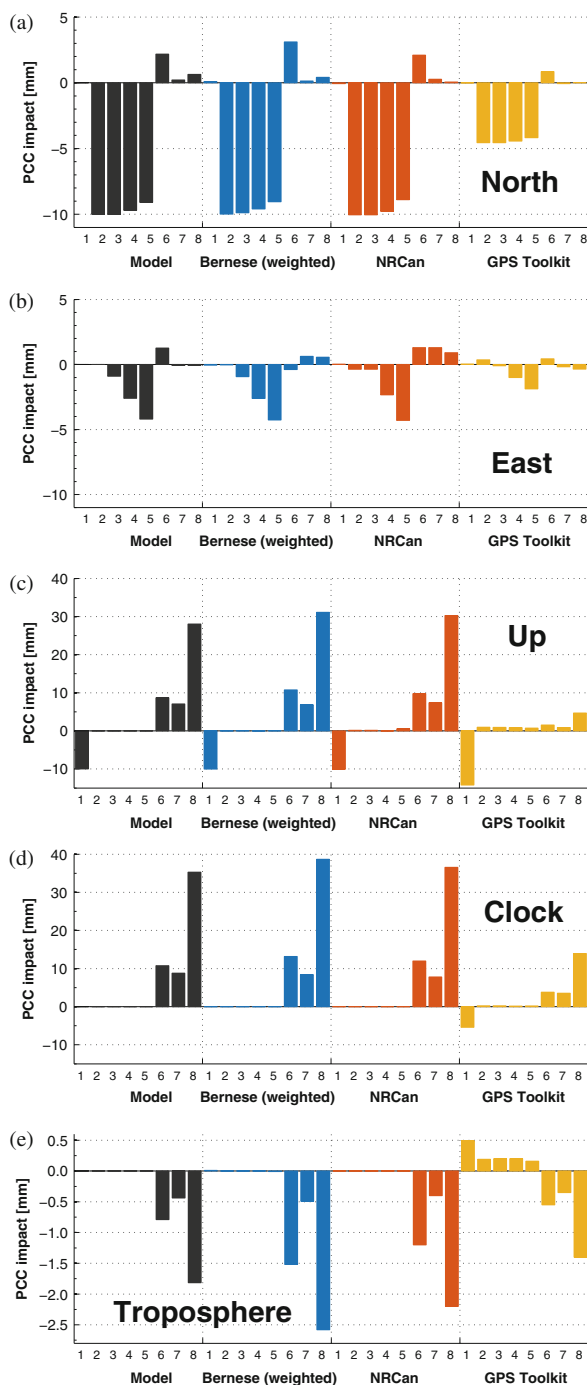 (a)
PCC impact [mm]
5
0
−5
−10
North
1 2 3 4 5 6 7 8 1 2 3 4 5 6 7 8 1 2 3 4 5 6 7 8 1 2 3 4 5 6 7 8
Model Bernese (weighted) NRCan GPS Toolkit
(b)
PCC impact [mm]
5
0
−5
−10
East
1 2 3 4 5 6 7 8 1 2 3 4 5 6 7 8 1 2 3 4 5 6 7 8 1 2 3 4 5 6 7 8
Model Bernese (weighted) NRCan GPS Toolkit
(c)
PCC impact [mm]
40
30
20
10
0
−10
Up
1 2 3 4 5 6 7 8 1 2 3 4 5 6 7 8 1 2 3 4 5 6 7 8 1 2 3 4 5 6 7 8
Model Bernese (weighted) NRCan GPS Toolkit
(d)
PCC impact [mm]
40
30
20
10
0
−10
Clock
1 2 3 4 5 6 7 8 1 2 3 4 5 6 7 8 1 2 3 4 5 6 7 8 1 2 3 4 5 6 7 8
Model Bernese (weighted) NRCan GPS Toolkit
(e)
PCC impact [mm]
0.5
0.0
−0.5
−1.0
−1.5
−2.0
−2.5
Troposphere
1 2 3 4 5 6 7 8 1 2 3 4 5 6 7 8 1 2 3 4 5 6 7 8 1 2 3 4 5 6 7 8
Model Bernese (weighted) NRCan GPS Toolkit